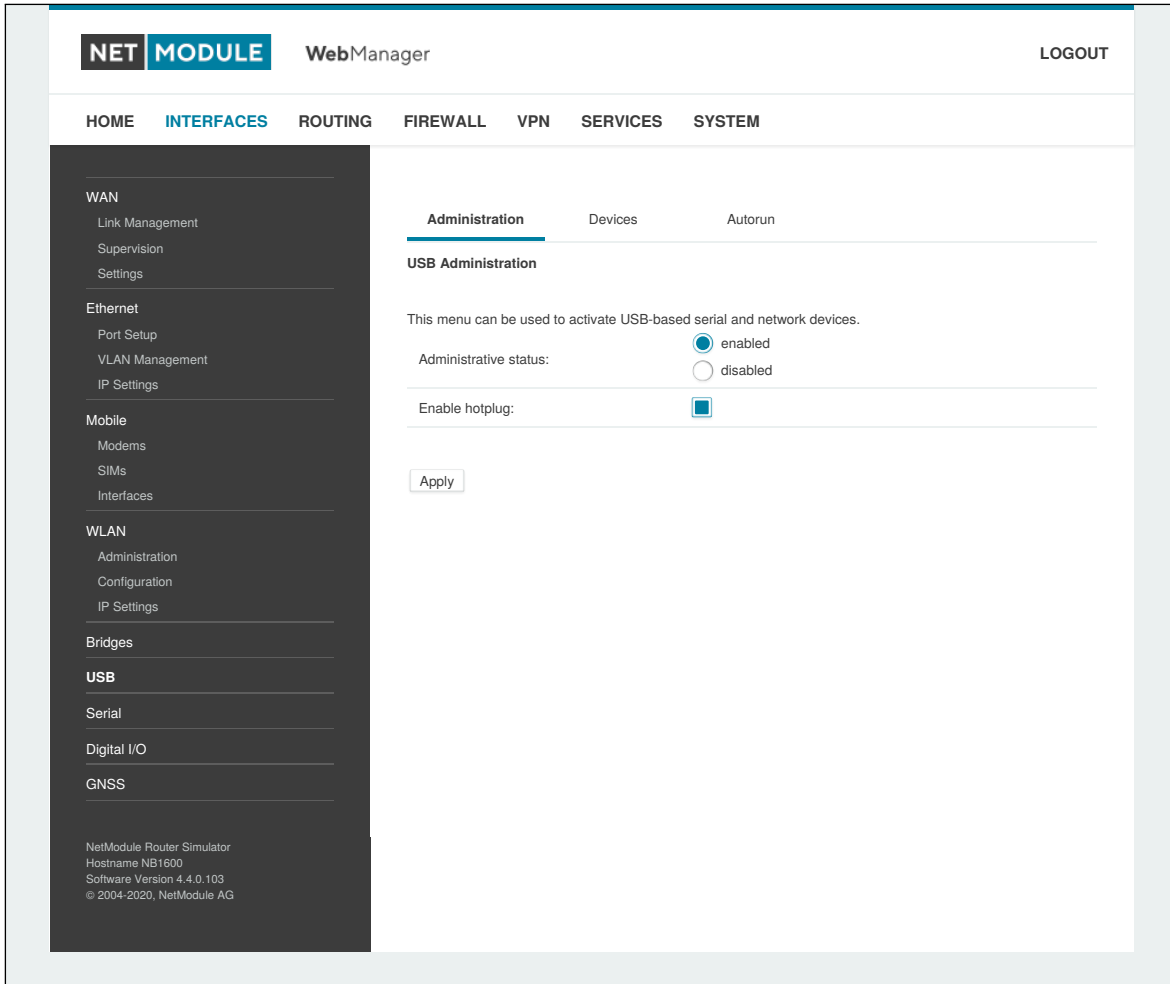 NET MODULE WebManager LOGOUT
HOME INTERFACES ROUTING FIREWALL VPN SERVICES SYSTEM
WAN
Link Management
Supervision
Settings
Ethernet
Port Setup
VLAN Management
IP Settings
Mobile
Modems
SIMs
Interfaces
WLAN
Administration
Configuration
IP Settings
Bridges
USB
Serial
Digital I/O
GNSS
NetModule Router Simulator
Hostname NB1600
Software Version 4.4.0.103
© 2004-2020, NetModule AG
Administration Devices Autorun
USB Administration
This menu can be used to activate USB-based serial and network devices.
Administrative status:
enabled
disabled
Enable hotplug:
Apply